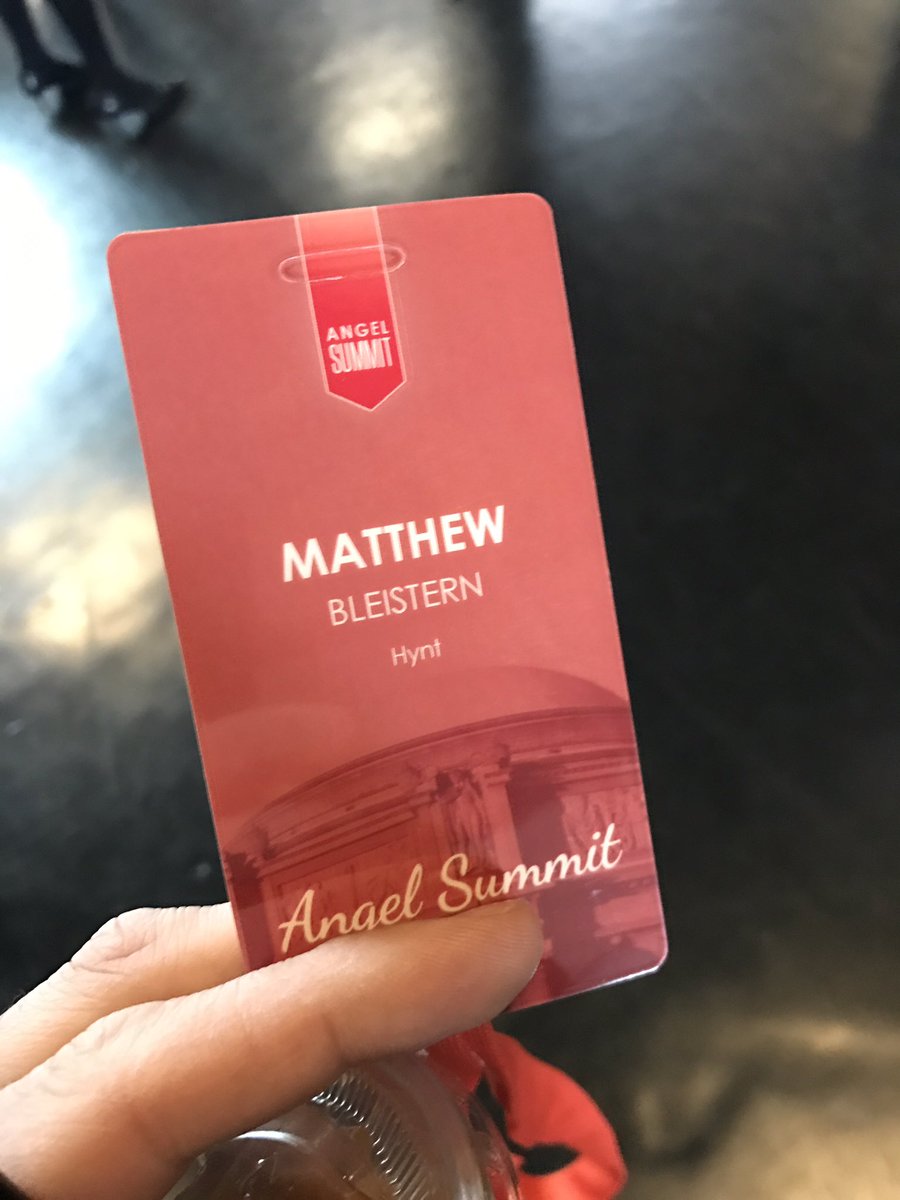 ANGEL
SUMMIT
MATTHEW
BLEISTERN
Hynt
Angel Summit